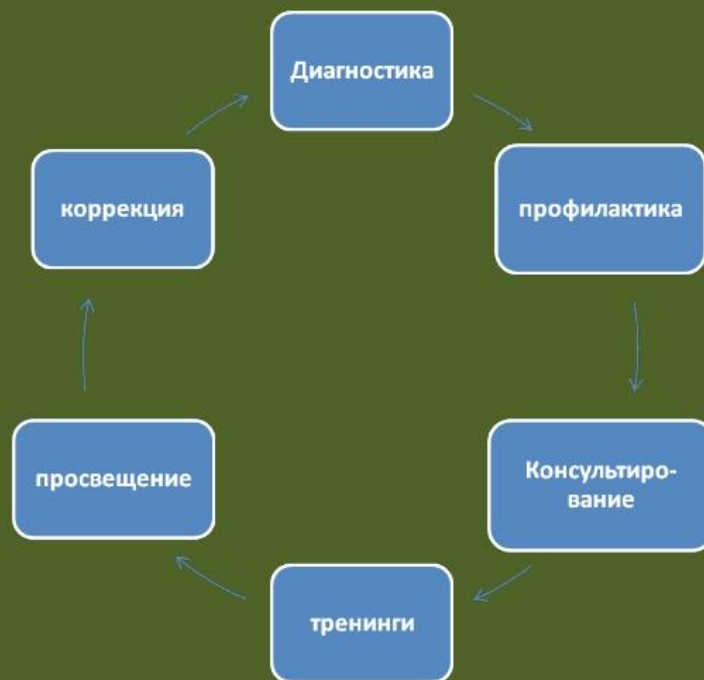 Диагностика
профилактика
Консультиро-
вание
тренинги
просвещение
коррекция